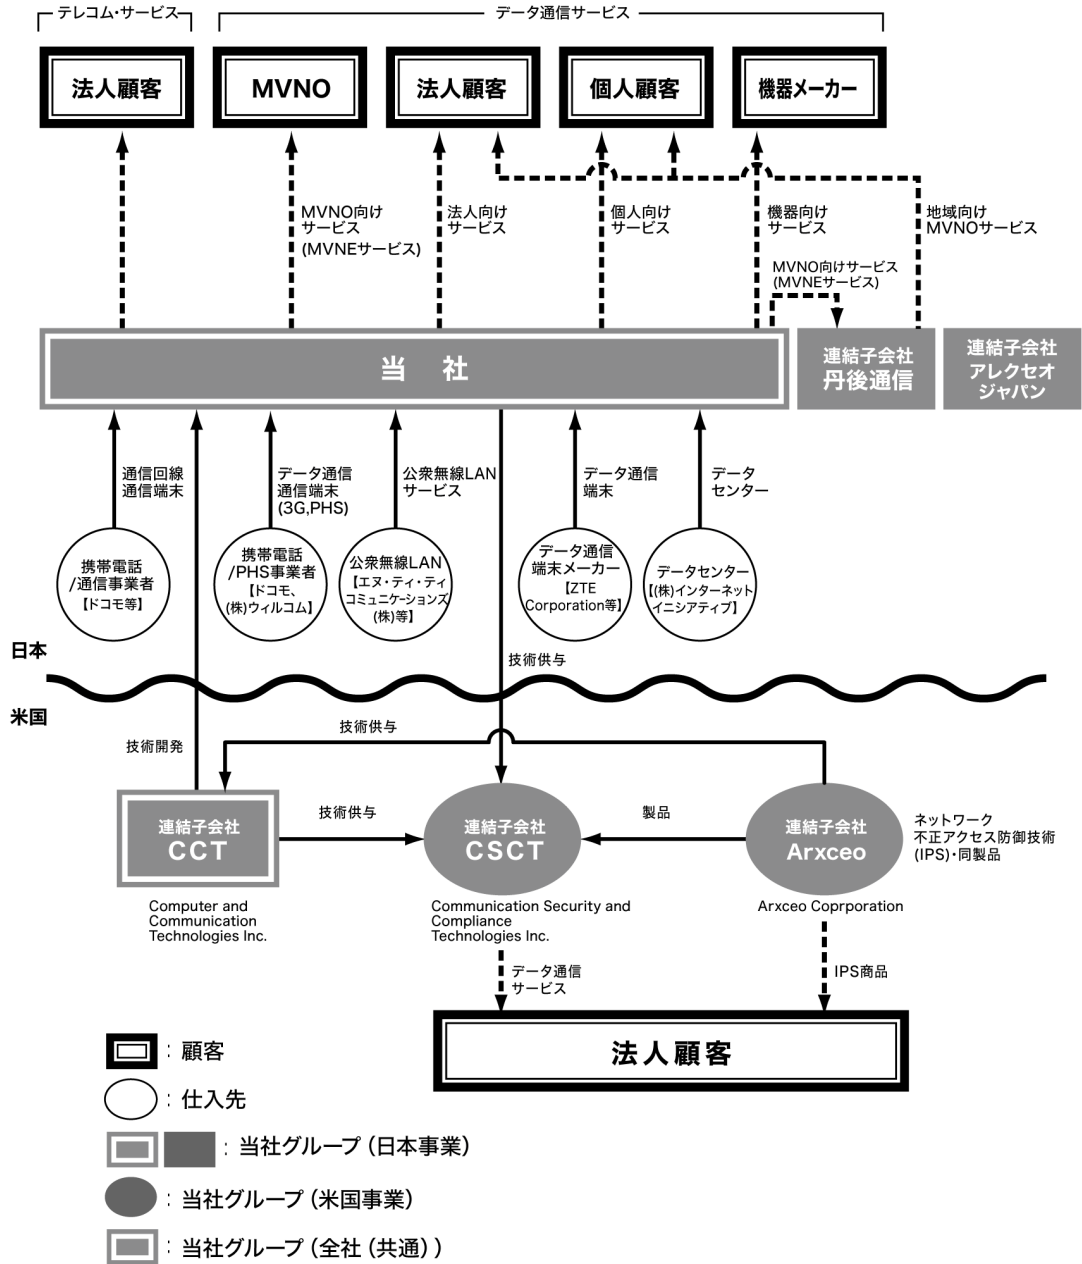 テレコム・サービス
データ通信サービス
法人顧客
MVNO
法人顧客
個人顧客
機器メーカー
MVNO向け
サービス
(MVNEサービス)
法人向け
サービス
個人向け
サービス
機器向け
サービス
地域向け
MVNOサービス
MVNO向けサービス
(MVNEサービス)
当 社
連結子会社
丹後通信
連結子会社
アレクセオ
ジャパン
通信回線
通信端末
データ通信
通信端末
(3G,PHS)
公衆無線LAN
サービス
データ通信
端末
データ
センター
携帯電話
/通信事業者
【ドコモ等】
携帯電話
/PHS事業者
【ドコモ、
(株)ウィルコム】
公衆無線LAN
【エヌ・ティ・ティ
コミュニケーションズ
(株)等】
データ通信
端末メーカー
【ZTE
Corporation等】
データセンター
【(株)インターネット
イニシアティブ】
日本
技術供与
米国
技術供与
技術開発
連結子会社
CCT
技術供与
連結子会社
CSCT
製品
連結子会社
Arxceo
ネットワーク
不正アクセス防御技術
(IPS)・同製品
Computer and
Communication
Technologies Inc.
Communication Security and
Compliance
Technologies Inc.
Arxceo Coprporation
データ通信
サービス
IPS商品
法人顧客
: 顧客
: 仕入先
: 当社グループ(日本事業)
: 当社グループ(米国事業)
: 当社グループ(全社(共通))